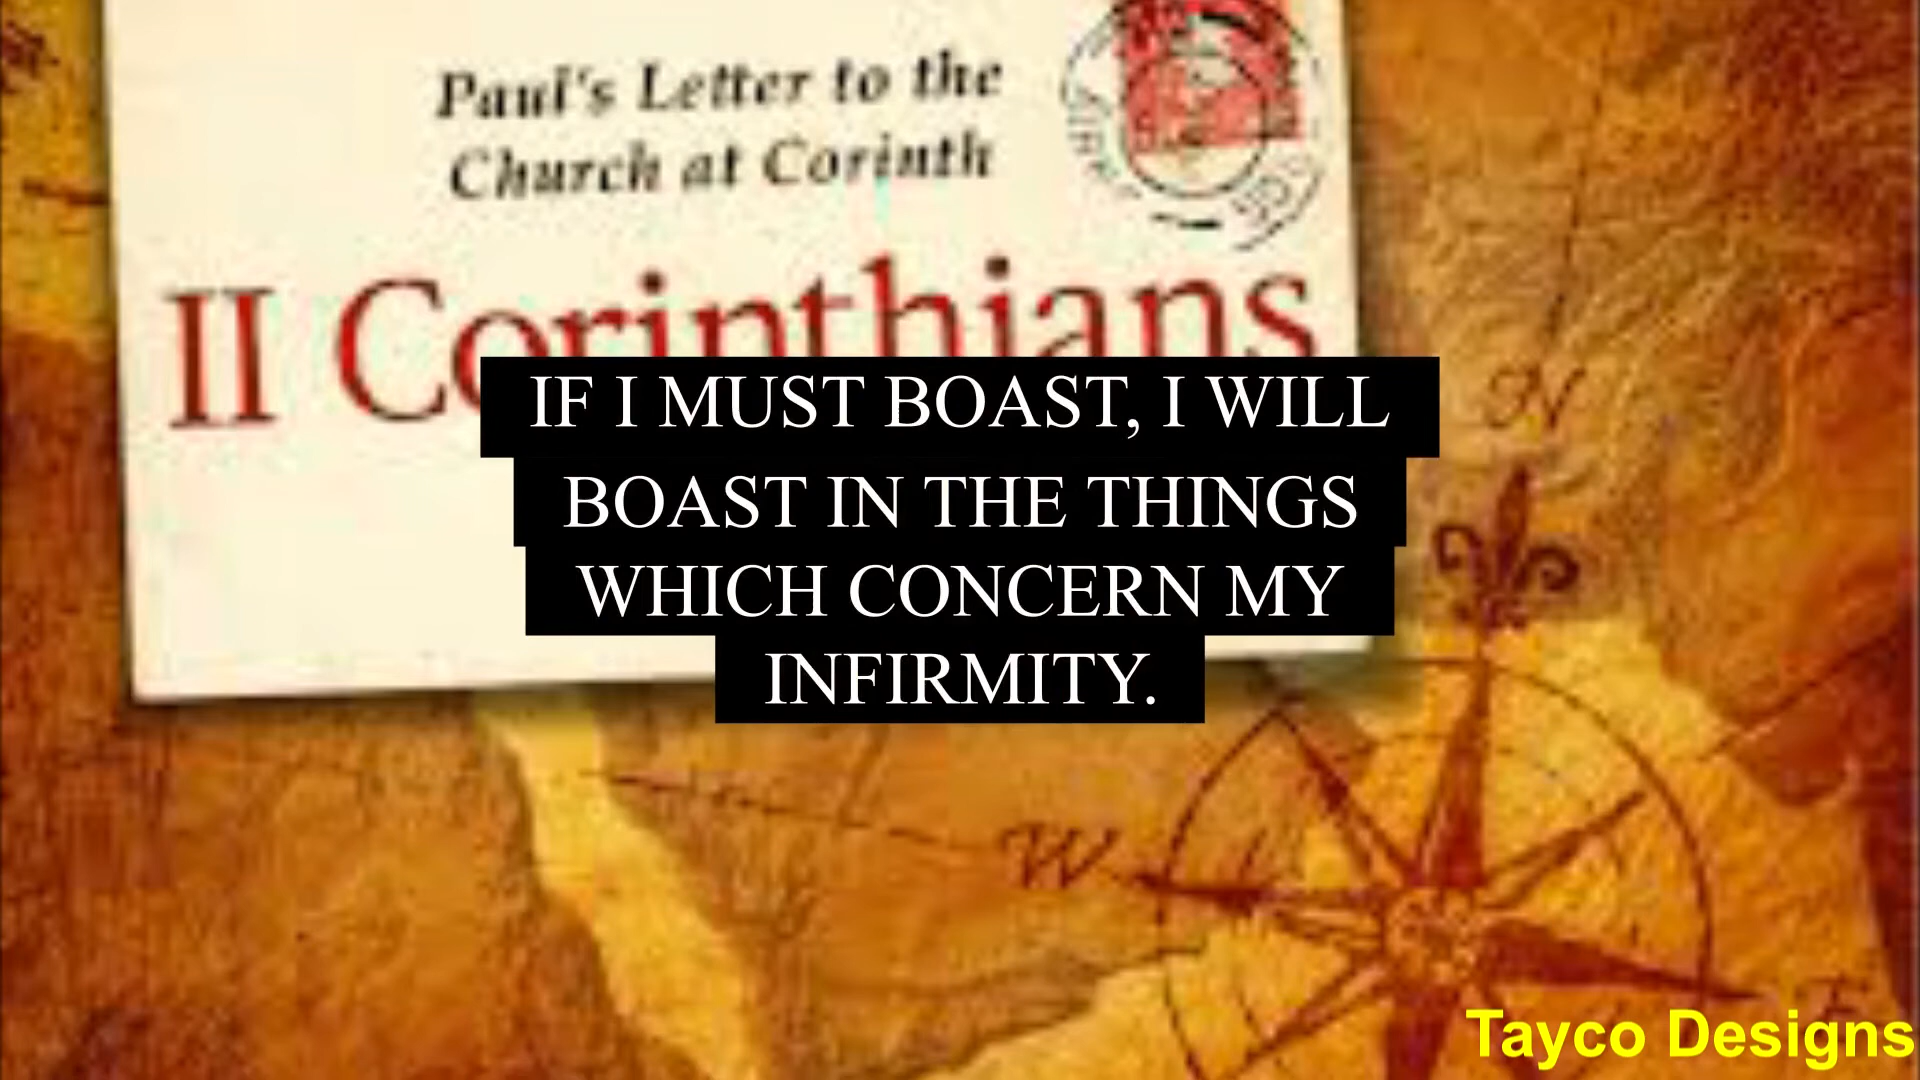 Paul's Letter to the
Church at Corinth
II Corinthians
IF I MUST BOAST, I WILL
BOAST IN THE THINGS
WHICH CONCERN MY
INFIRMITY.
N
W
E
Tayco Designs